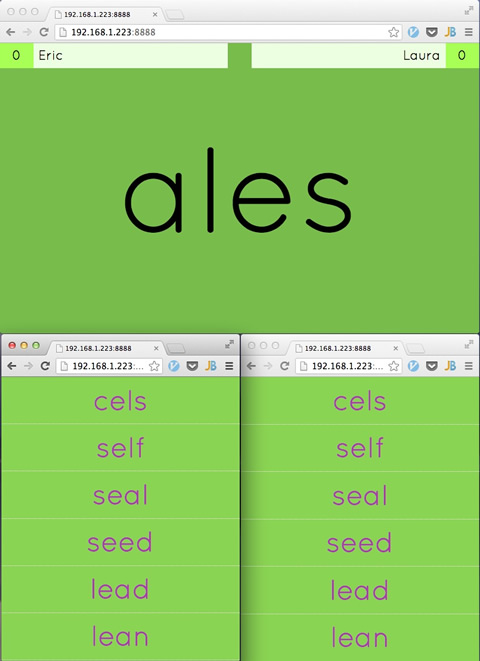 192.168.1.223:8888
192.168.1.223:8888
0 Eric Laura 0
ales
192.168.1.223:8888
192.168.1.223:...
JB
cels
self
seal
seed
lead
lean
192.168.1.223:8888
192.168.1.223:...
JB
cels
self
seal
seed
lead
lean